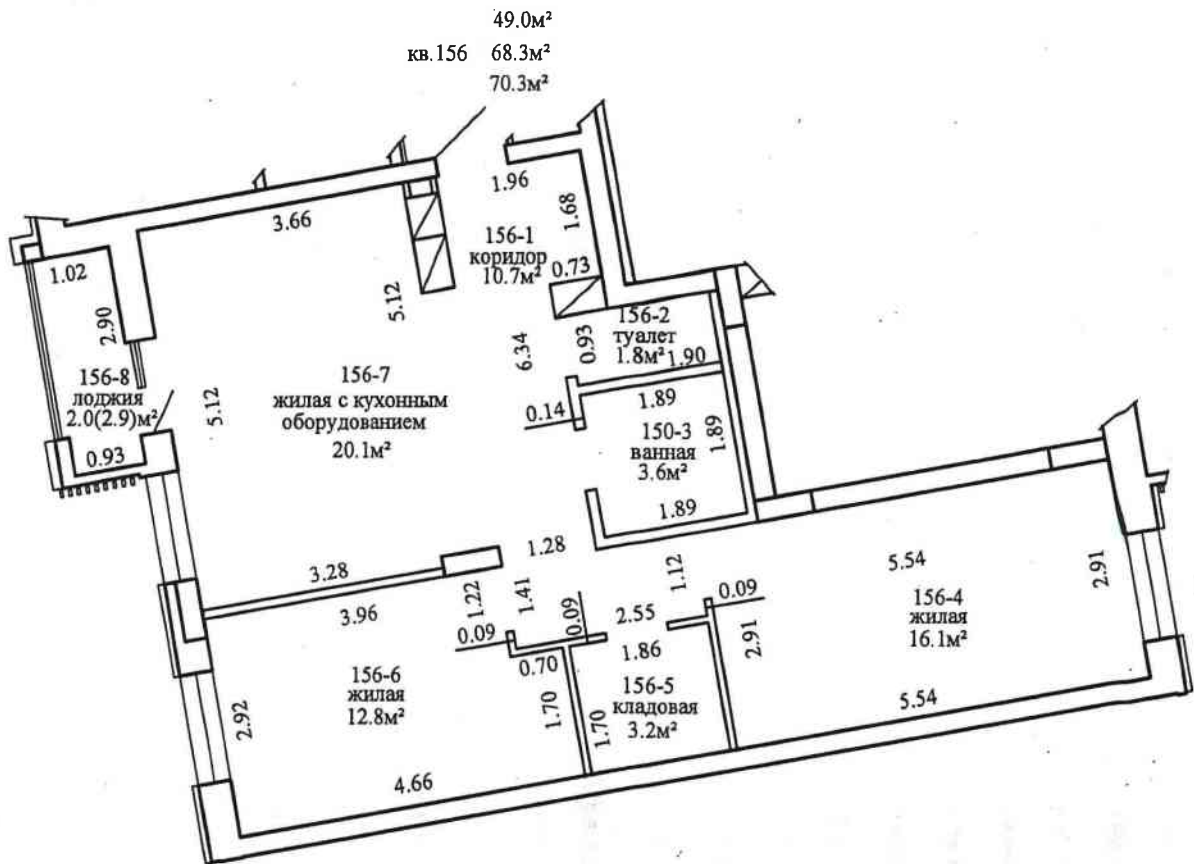 49.0м²
кв.156 68.3м²
70.3м²
1.96
3.66
1.68
156-1
коридор
10.7м²
0.73
1.02
5.12
2.90
156-2
туалет
1.8м²
0.93
6.34
1.90
156-8
лоджия
2.0(2.9)м²
156-7
жилая с кухонным
оборудованием
20.1м²
5.12
1.89
0.14
150-3
ванная
3.6м²
1.89
0.93
1.89
1.28
3.28
1.12
5.54
2.91
1.22
1.41
3.96
0.09
0.09
2.55
0.09
156-4
жилая
16.1м²
2.91
0.70
1.86
156-6
жилая
12.8м²
156-5
кладовая
3.2м²
2.92
1.70
1.70
5.54
4.66